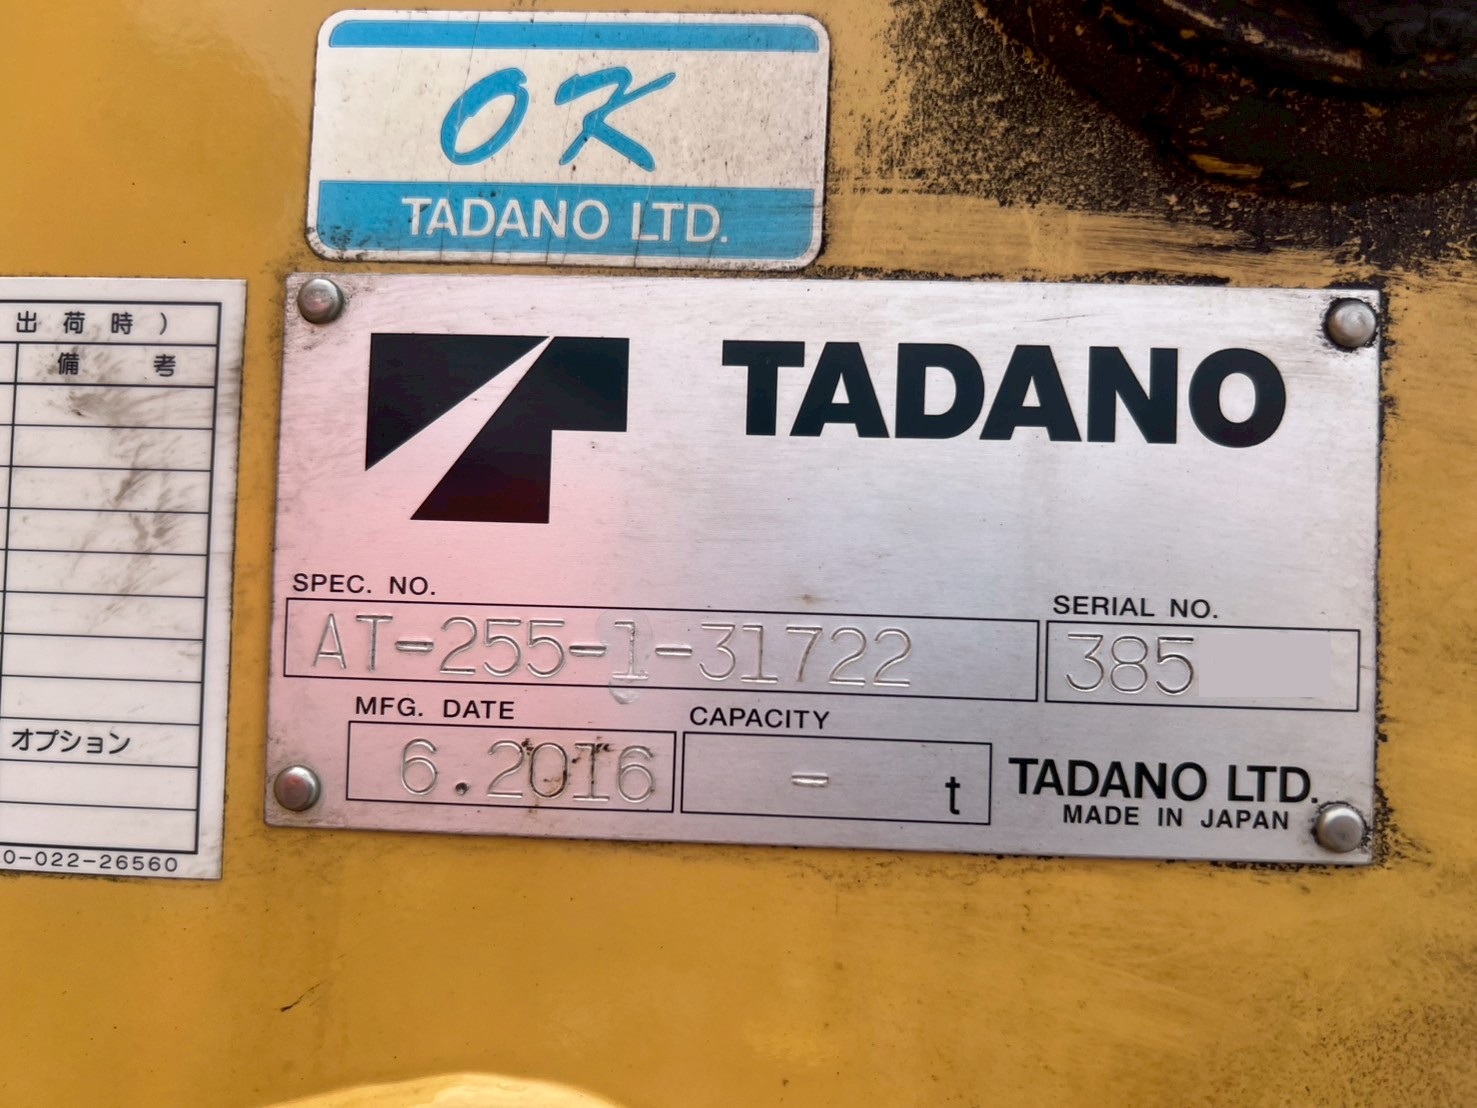 OK
TADANO LTD.
出荷時）
備考
オプション
0-022-26560
TADANO
SPEC. NO.
AT-255-1-31722
SERIAL NO.
385
MFG. DATE
6.2016
CAPACITY
- t
TADANO LTD.
MADE IN JAPAN